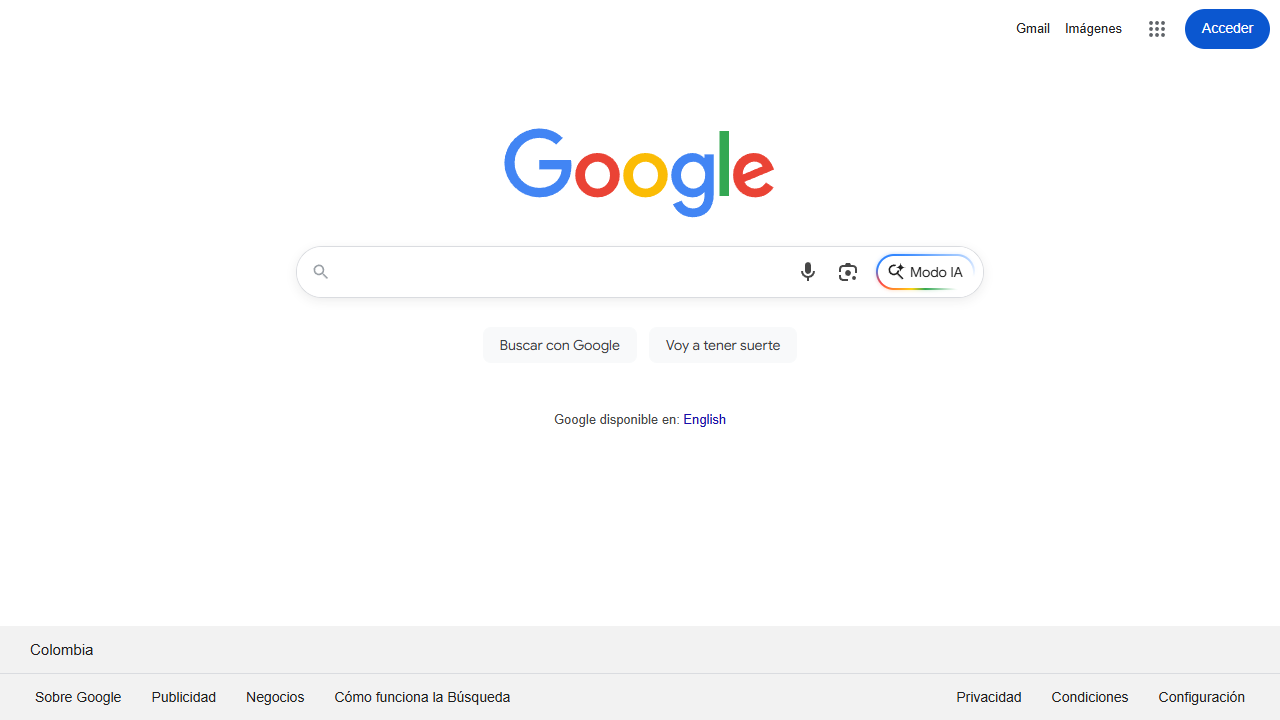 Gmail Imágenes Acceder
Google
Modo IA
Buscar con Google Voy a tener suerte
Google disponible en: English
Colombia
Sobre Google Publicidad Negocios Cómo funciona la Búsqueda Privacidad Condiciones Configuración